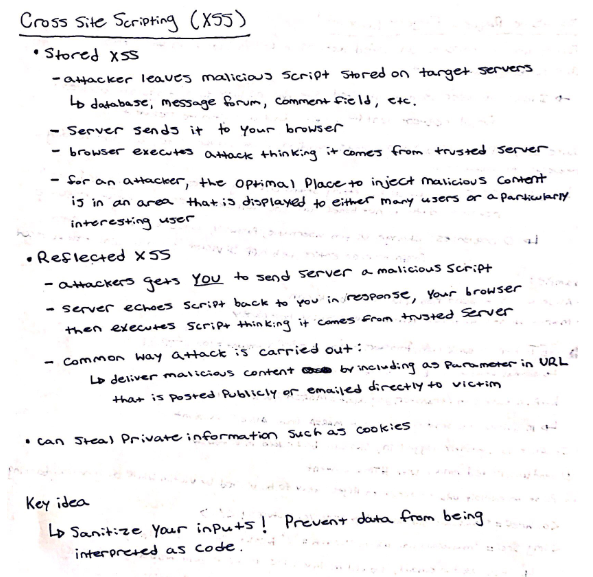 Cross Site Scripting (XSS)
• Stored XSS
- attacker leaves malicious script stored on target servers
↳ database, message forum, comment field, etc.
- Server sends it to your browser
- browser executes attack thinking it comes from trusted server
- for an attacker, the optimal place to inject malicious content
is in an area that is displayed to either many users or a particularly
interesting user
• Reflected XSS
- attackers gets YOU to send server a malicious script
- server echoes script back to you in response, your browser
then executes script thinking it comes from trusted server
- common way attack is carried out:
↳ deliver malicious content by including as parameter in URL
that is posted publicly or emailed directly to victim
• can steal private information such as cookies
Key idea
↳ Sanitize your inputs! Prevent data from being
interpreted as code.